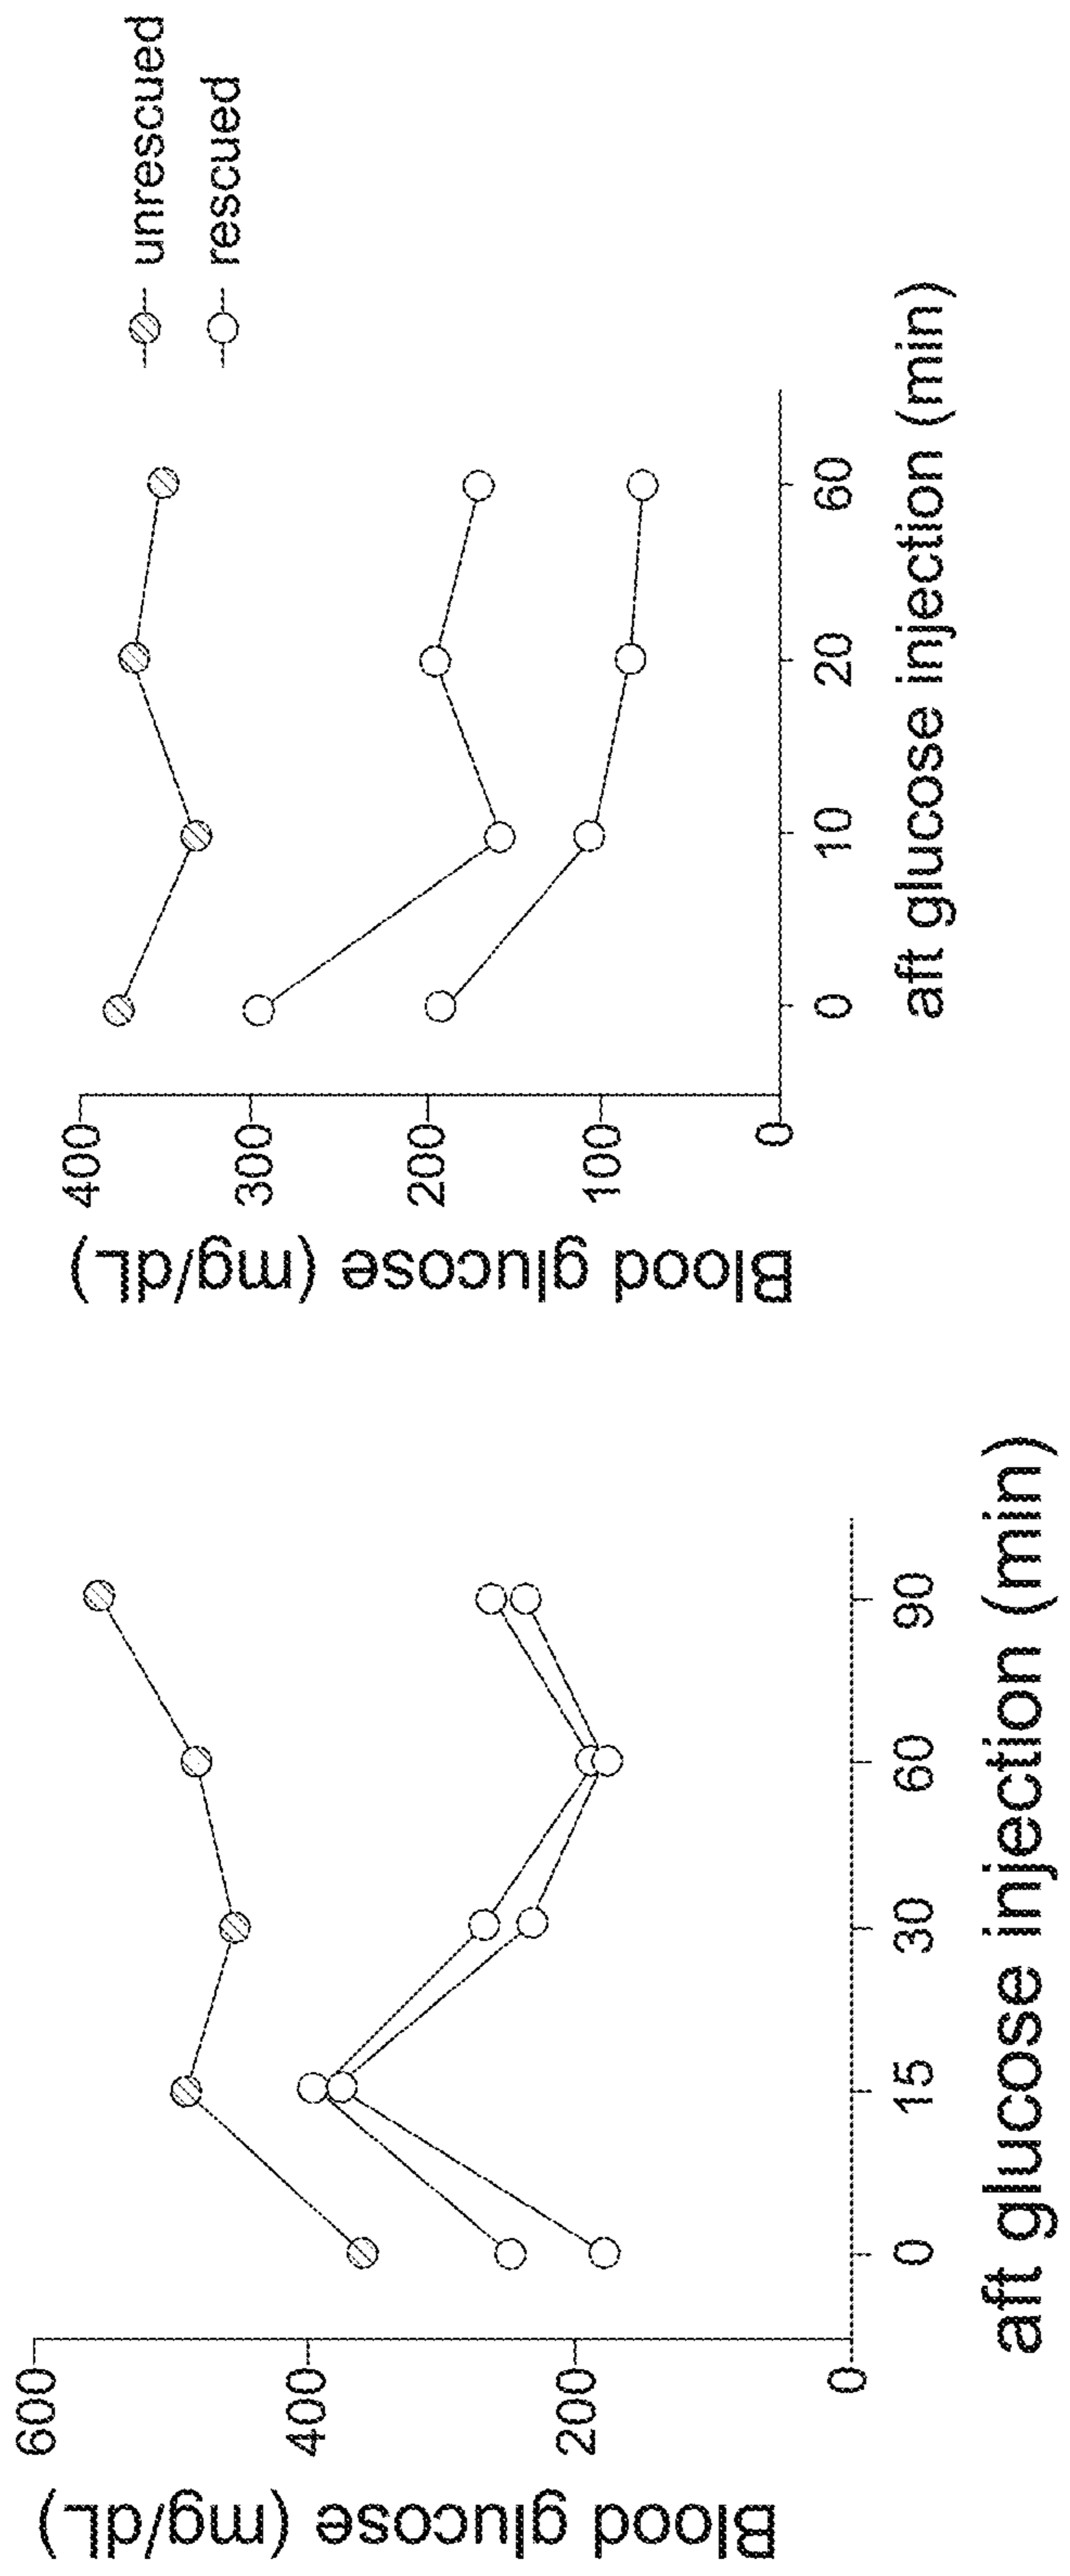 Blood glucose (mg/dL)
600
400
200
0
0 15 30 60 90
aft glucose injection (min)
Blood glucose (mg/dL)
400
300
200
100
0
0 10 20 60
aft glucose injection (min)
unrescued
rescued